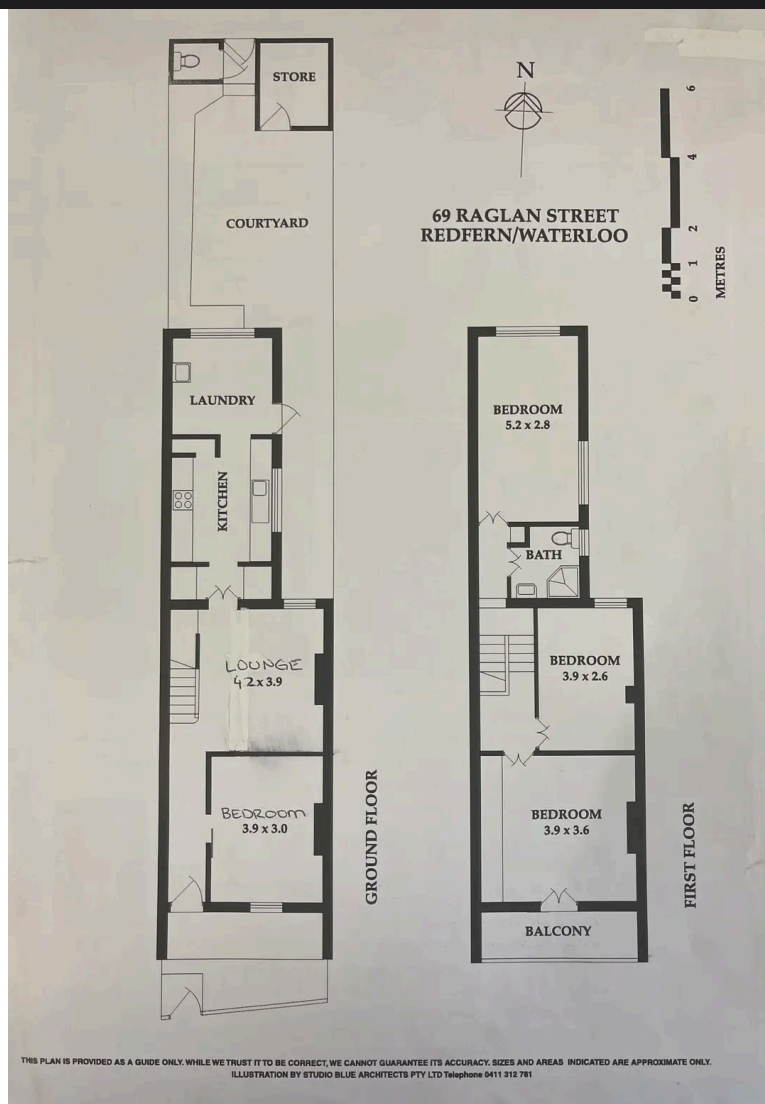 STORE
N
6
4
2
1
0
METRES
69 RAGLAN STREET
REDFERN/WATERLOO
COURTYARD
LAUNDRY
KITCHEN
LOUNGE
4.2 x 3.9
BEDROOM
3.9 x 3.0
GROUND FLOOR
BEDROOM
5.2 x 2.8
BATH
BEDROOM
3.9 x 2.6
BEDROOM
3.9 x 3.6
BALCONY
FIRST FLOOR
THIS PLAN IS PROVIDED AS A GUIDE ONLY. WHILE WE TRUST IT TO BE CORRECT, WE CANNOT GUARANTEE ITS ACCURACY. SIZES AND AREAS INDICATED ARE APPROXIMATE ONLY.
ILLUSTRATION BY STUDIO BLUE ARCHITECTS PTY LTD Telephone 0411 312 781